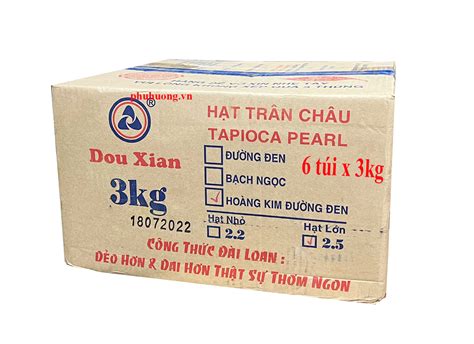 phuhuong.vn
®
Dou Xian
3kg
18072022
HẠT TRÂN CHÂU
TAPIOCA PEARL
ĐƯỜNG ĐEN
6 túi x 3kg
BẠCH NGỌC
HOÀNG KIM ĐƯỜNG ĐEN
Hạt Nhỏ
2.2
Hạt Lớn
2.5
CÔNG THỨC ĐÀI LOAN :
DẺO HƠN & DAI HƠN THẬT SỰ THƠM NGON